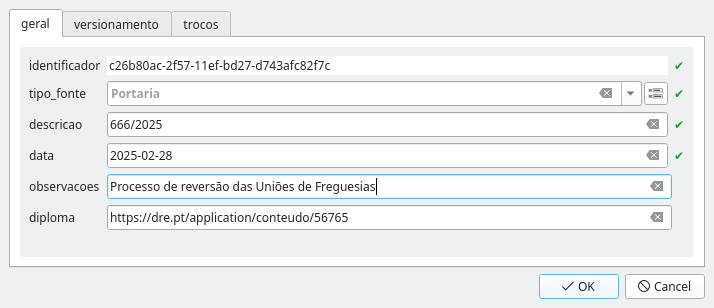 geral versionamento trocos
identificador c26b80ac-2f57-11ef-bd27-d743afc82f7c ✔
tipo_fonte Portaria ✔
descricao 666/2025 ✔
data 2025-02-28 ✔
observacoes Processo de reversão das Uniões de Freguesias
diploma https://dre.pt/application/conteudo/56765
OK Cancel